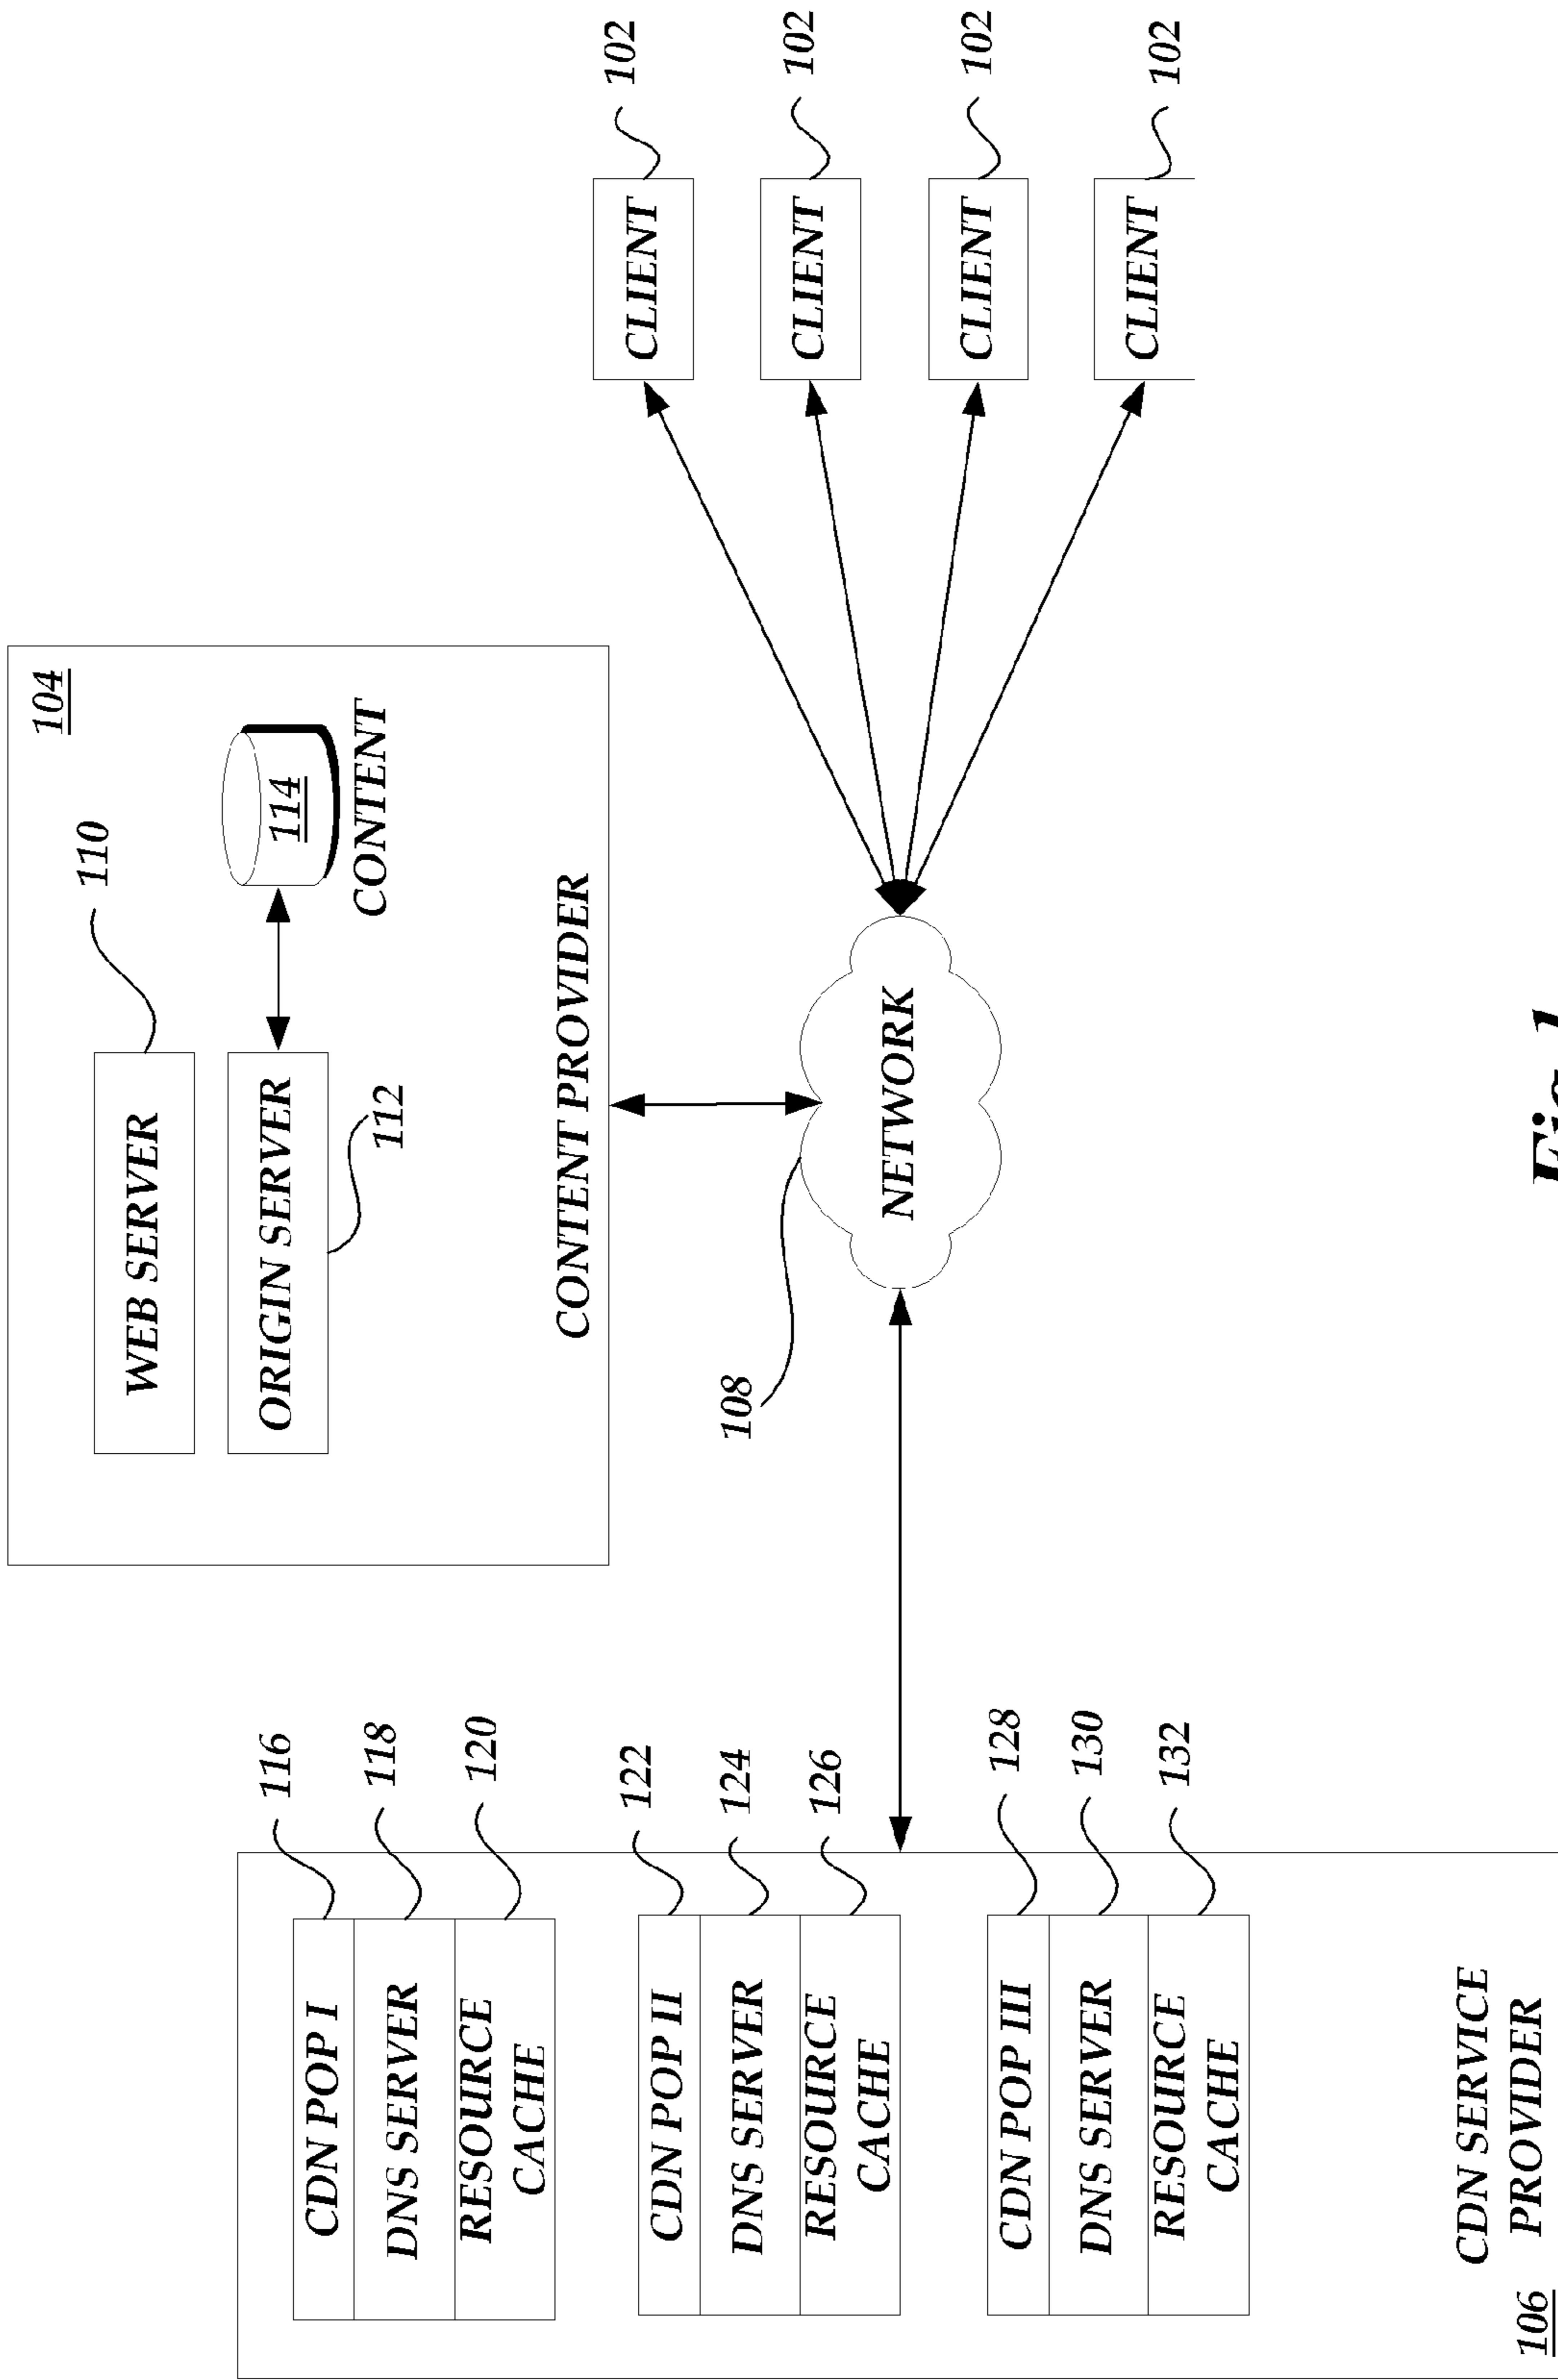 104
WEB SERVER
110
ORIGIN SERVER
112
114
CONTENT
CONTENT PROVIDER
116
CDN POP I
118
DNS SERVER
120
RESOURCE
CACHE
122
CDN POP II
124
DNS SERVER
126
RESOURCE
CACHE
128
CDN POP III
130
DNS SERVER
132
RESOURCE
CACHE
CDN SERVICE
PROVIDER
106
108
NETWORK
CLIENT
102
CLIENT
102
CLIENT
102
CLIENT
102
Fig. 1